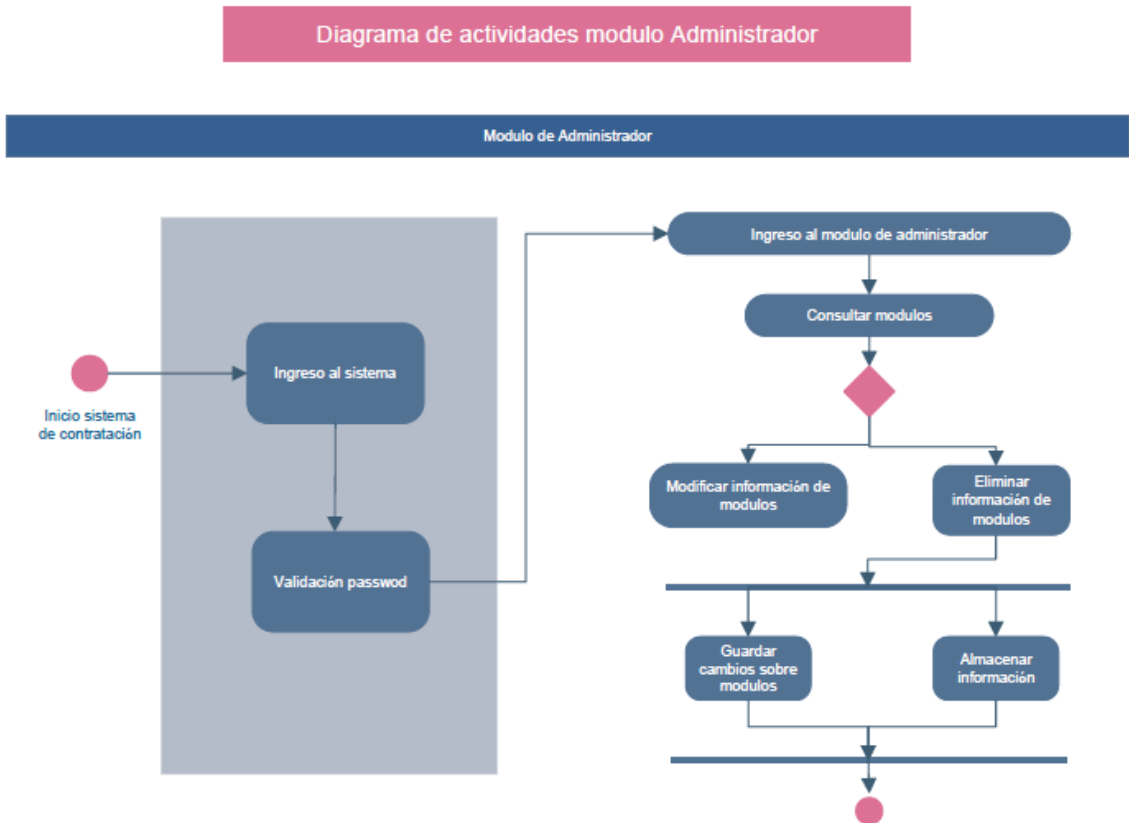 Diagrama de actividades modulo Administrador
Modulo de Administrador
Inicio sistema
de contratación
Ingreso al sistema
Validación passwod
Ingreso al modulo de administrador
Consultar modulos
Modificar información de
modulos
Eliminar
información de
modulos
Guardar
cambios sobre
modulos
Almacenar
información